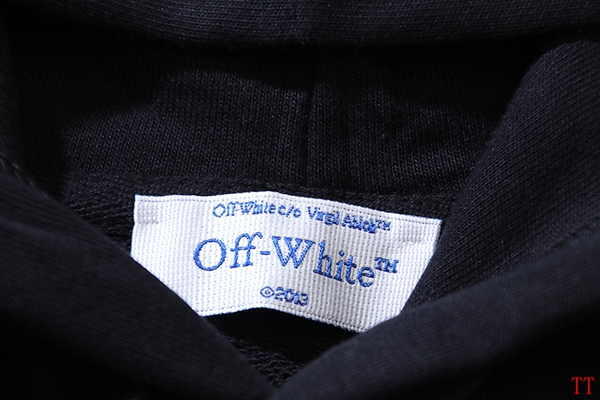 Off-White c/o Virgil Abloh™
Off-White™
©2013
TT